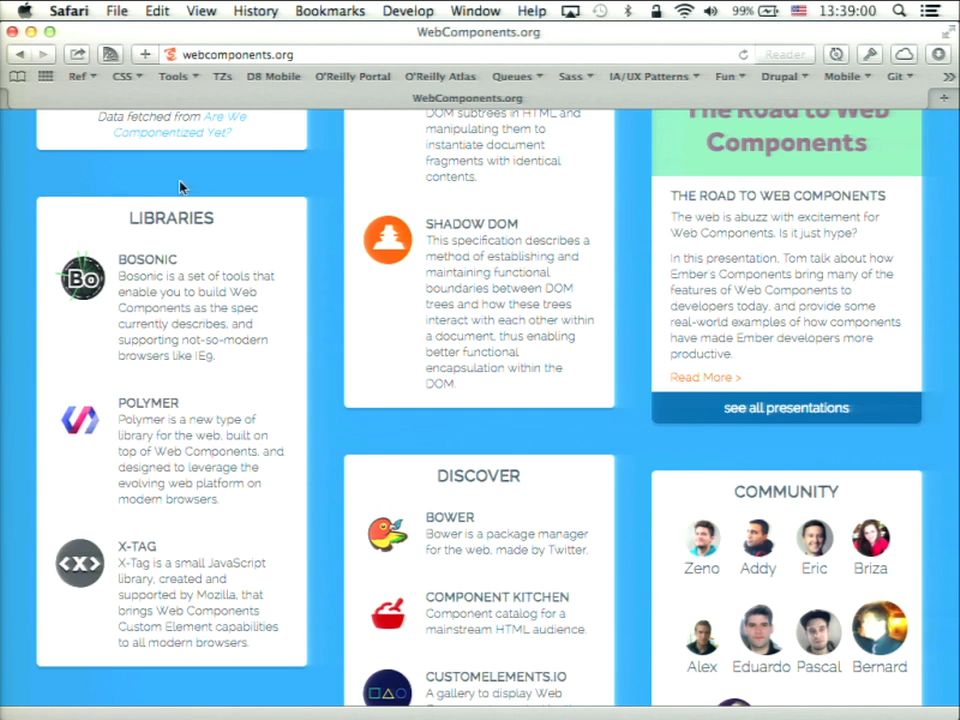 Safari File Edit View History Bookmarks Develop Window Help 99% 13:39:00
WebComponents.org
webcomponents.org
Reader
Ref CSS Tools TZs D8 Mobile O'Reilly Portal O'Reilly Atlas Queues Sass IA/UX Patterns Fun Drupal Mobile Git
WebComponents.org
Data fetched from Are We
Componentized Yet?
LIBRARIES
Bo
BOSONIC
Bosonic is a set of tools that
enable you to build Web
Components as the spec
currently describes, and
supporting not-so-modern
browsers like IE9.
POLYMER
Polymer is a new type of
library for the web, built on
top of Web Components, and
designed to leverage the
evolving web platform on
modern browsers.
<X>
X-TAG
X-Tag is a small JavaScript
library, created and
supported by Mozilla, that
brings Web Components
Custom Element capabilities
to all modern browsers.
DOM subtrees in HTML and
manipulating them to
instantiate document
fragments with identical
contents.
SHADOW DOM
This specification describes a
method of establishing and
maintaining functional
boundaries between DOM
trees and how these trees
interact with each other within
a document, thus enabling
better functional
encapsulation within the
DOM.
DISCOVER
BOWER
Bower is a package manager
for the web, made by Twitter.
COMPONENT KITCHEN
Component catalog for a
mainstream HTML audience.
CUSTOMELEMENTS.IO
A gallery to display Web
The Road to Web
Components
THE ROAD TO WEB COMPONENTS
The web is abuzz with excitement for
Web Components. Is it just hype?
In this presentation, Tom talk about how
Ember's Components bring many of the
features of Web Components to
developers today, and provide some
real-world examples of how components
have made Ember developers more
productive.
Read More >
see all presentations
COMMUNITY
Zeno Addy Eric Briza
Alex Eduardo Pascal Bernard